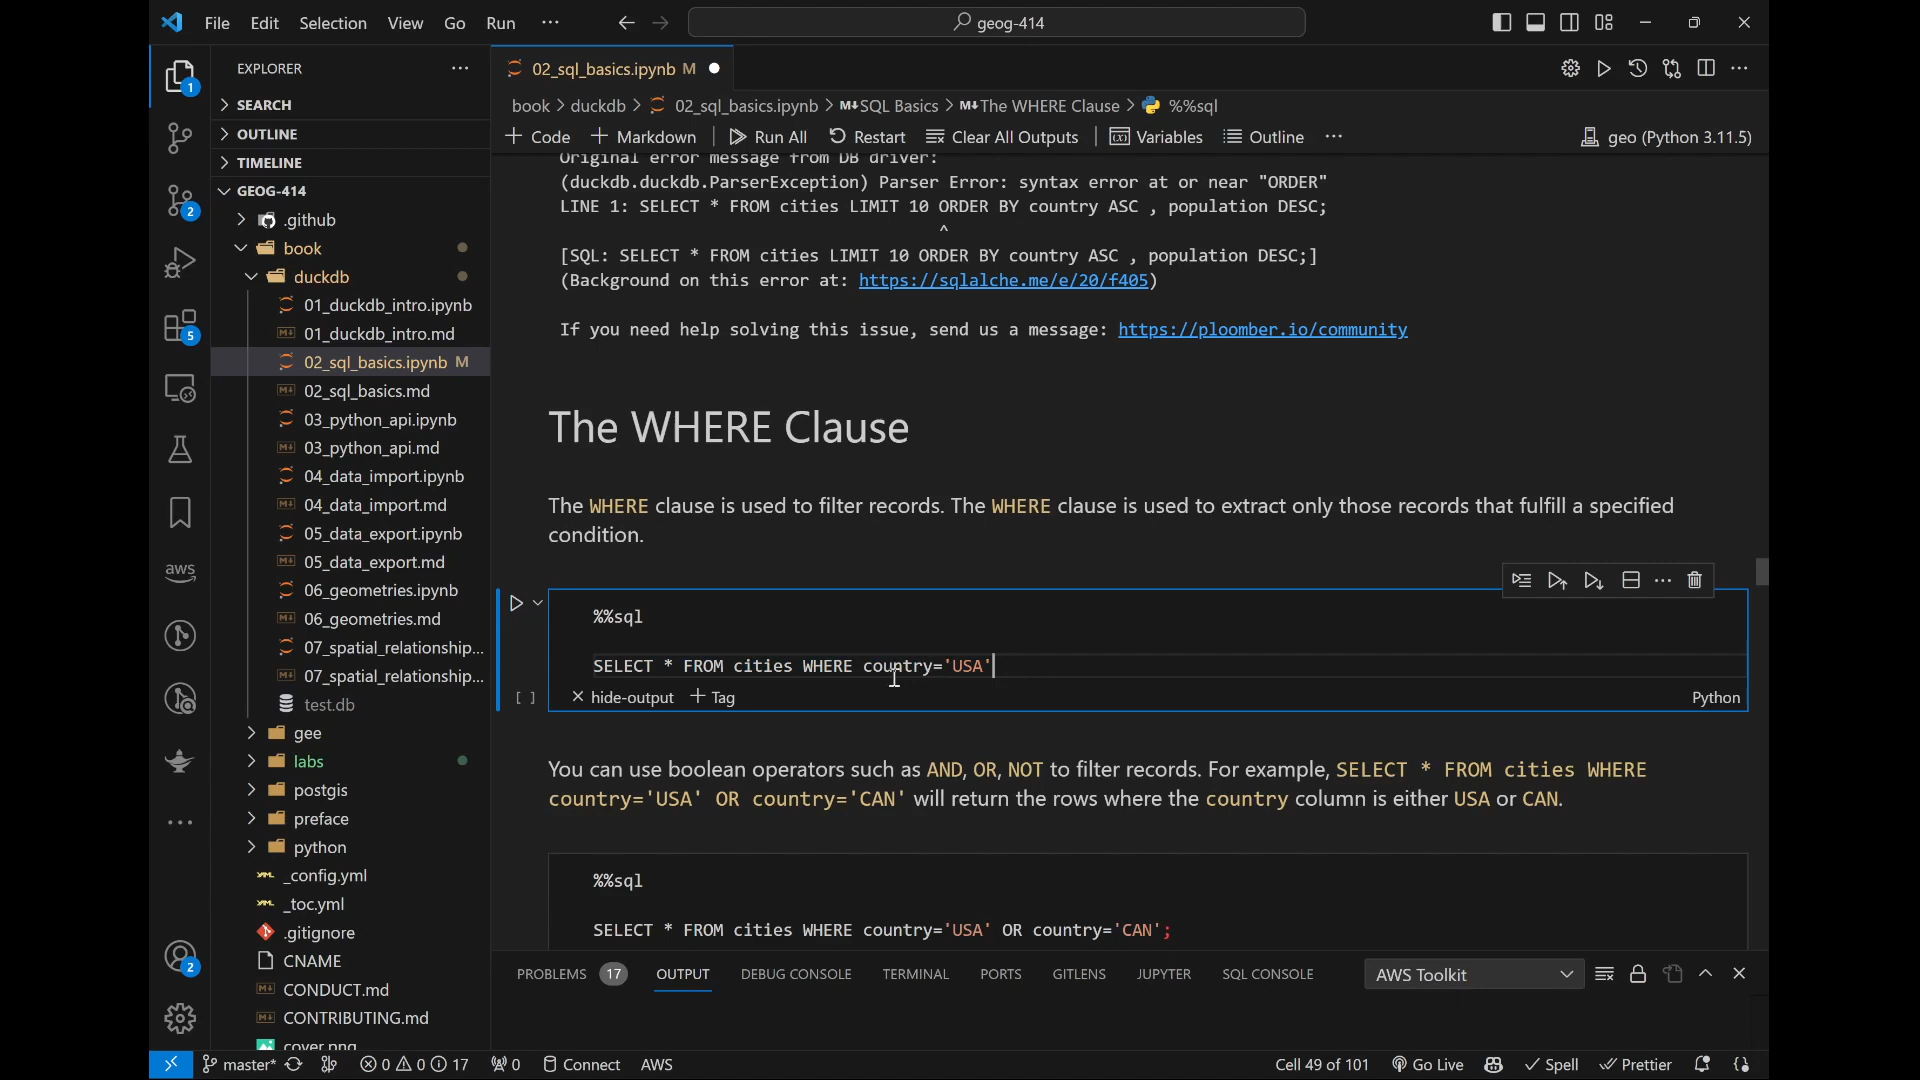 File Edit Selection View Go Run ···
geog-414
EXPLORER ···
SEARCH
OUTLINE
TIMELINE
GEOG-414
.github
book
duckdb
01_duckdb_intro.ipynb
01_duckdb_intro.md
02_sql_basics.ipynb M
02_sql_basics.md
03_python_api.ipynb
03_python_api.md
04_data_import.ipynb
04_data_import.md
05_data_export.ipynb
05_data_export.md
06_geometries.ipynb
06_geometries.md
07_spatial_relationship...
07_spatial_relationship...
test.db
gee
labs
postgis
preface
python
_config.yml
_toc.yml
.gitignore
CNAME
CONDUCT.md
CONTRIBUTING.md
cover.png
1
2
5
aws
2
02_sql_basics.ipynb M
book > duckdb > 02_sql_basics.ipynb > M↓SQL Basics > M↓The WHERE Clause > %%sql
+ Code + Markdown Run All Restart Clear All Outputs Variables Outline ··· geo (Python 3.11.5)
Original error message from DB driver:
(duckdb.duckdb.ParserException) Parser Error: syntax error at or near "ORDER"
LINE 1: SELECT * FROM cities LIMIT 10 ORDER BY country ASC , population DESC;
^
[SQL: SELECT * FROM cities LIMIT 10 ORDER BY country ASC , population DESC;]
(Background on this error at: https://sqlalche.me/e/20/f405)
If you need help solving this issue, send us a message: https://ploomber.io/community
The WHERE Clause
The WHERE clause is used to filter records. The WHERE clause is used to extract only those records that fulfill a specified
condition.
%%sql
SELECT * FROM cities WHERE country='USA'
[ ] × hide-output + Tag Python
You can use boolean operators such as AND, OR, NOT to filter records. For example, SELECT * FROM cities WHERE
country='USA' OR country='CAN' will return the rows where the country column is either USA or CAN.
%%sql
SELECT * FROM cities WHERE country='USA' OR country='CAN';
PROBLEMS 17 OUTPUT DEBUG CONSOLE TERMINAL PORTS GITLENS JUPYTER SQL CONSOLE AWS Toolkit
master* 0 0 17 0 Connect AWS Cell 49 of 101 Go Live Spell Prettier